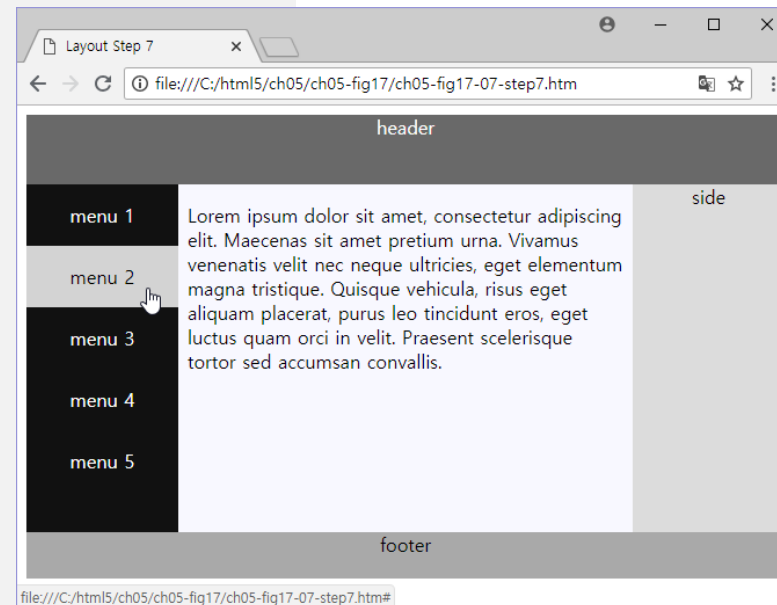 Layout Step 7
file:///C:/html5/ch05/ch05-fig17/ch05-fig17-07-step7.htm
header
menu 1
menu 2
menu 3
menu 4
menu 5
Lorem ipsum dolor sit amet, consectetur adipiscing
elit. Maecenas sit amet pretium urna. Vivamus
venenatis velit nec neque ultricies, eget elementum
magna tristique. Quisque vehicula, risus eget
aliquam placerat, purus leo tincidunt eros, eget
luctus quam orci in velit. Praesent scelerisque
tortor sed accumsan convallis.
side
footer
file:///C:/html5/ch05/ch05-fig17/ch05-fig17-07-step7.htm#